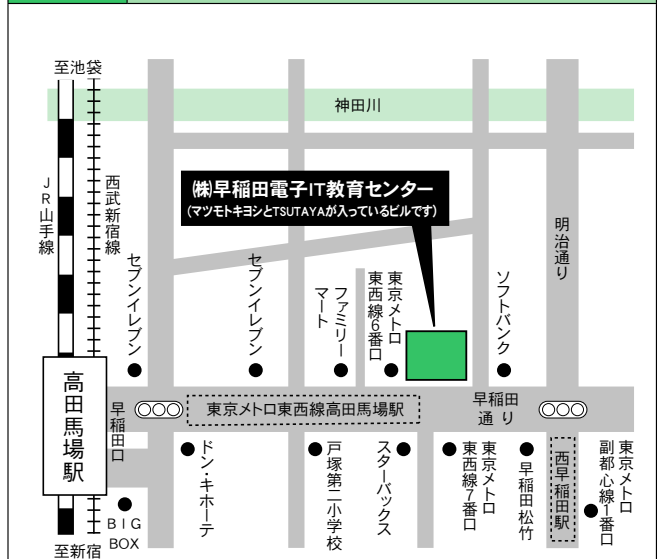 至池袋
神田川
JR山手線
西武新宿線
㈱早稲田電子IT教育センター
(マツモトキヨシとTSUTAYAが入っているビルです)
明治通り
セブンイレブン
セブンイレブン
ファミリー
マート
東京メトロ
東西線6番口
ソフトバンク
高田馬場駅
早稲田口
東京メトロ東西線高田馬場駅
早稲田
通り
ドン・キホーテ
戸塚第二小学校
スターバックス
東京メトロ
東西線7番口
早稲田松竹
西早稲田駅
東京メトロ
副都心線1番口
BIG
BOX
至新宿